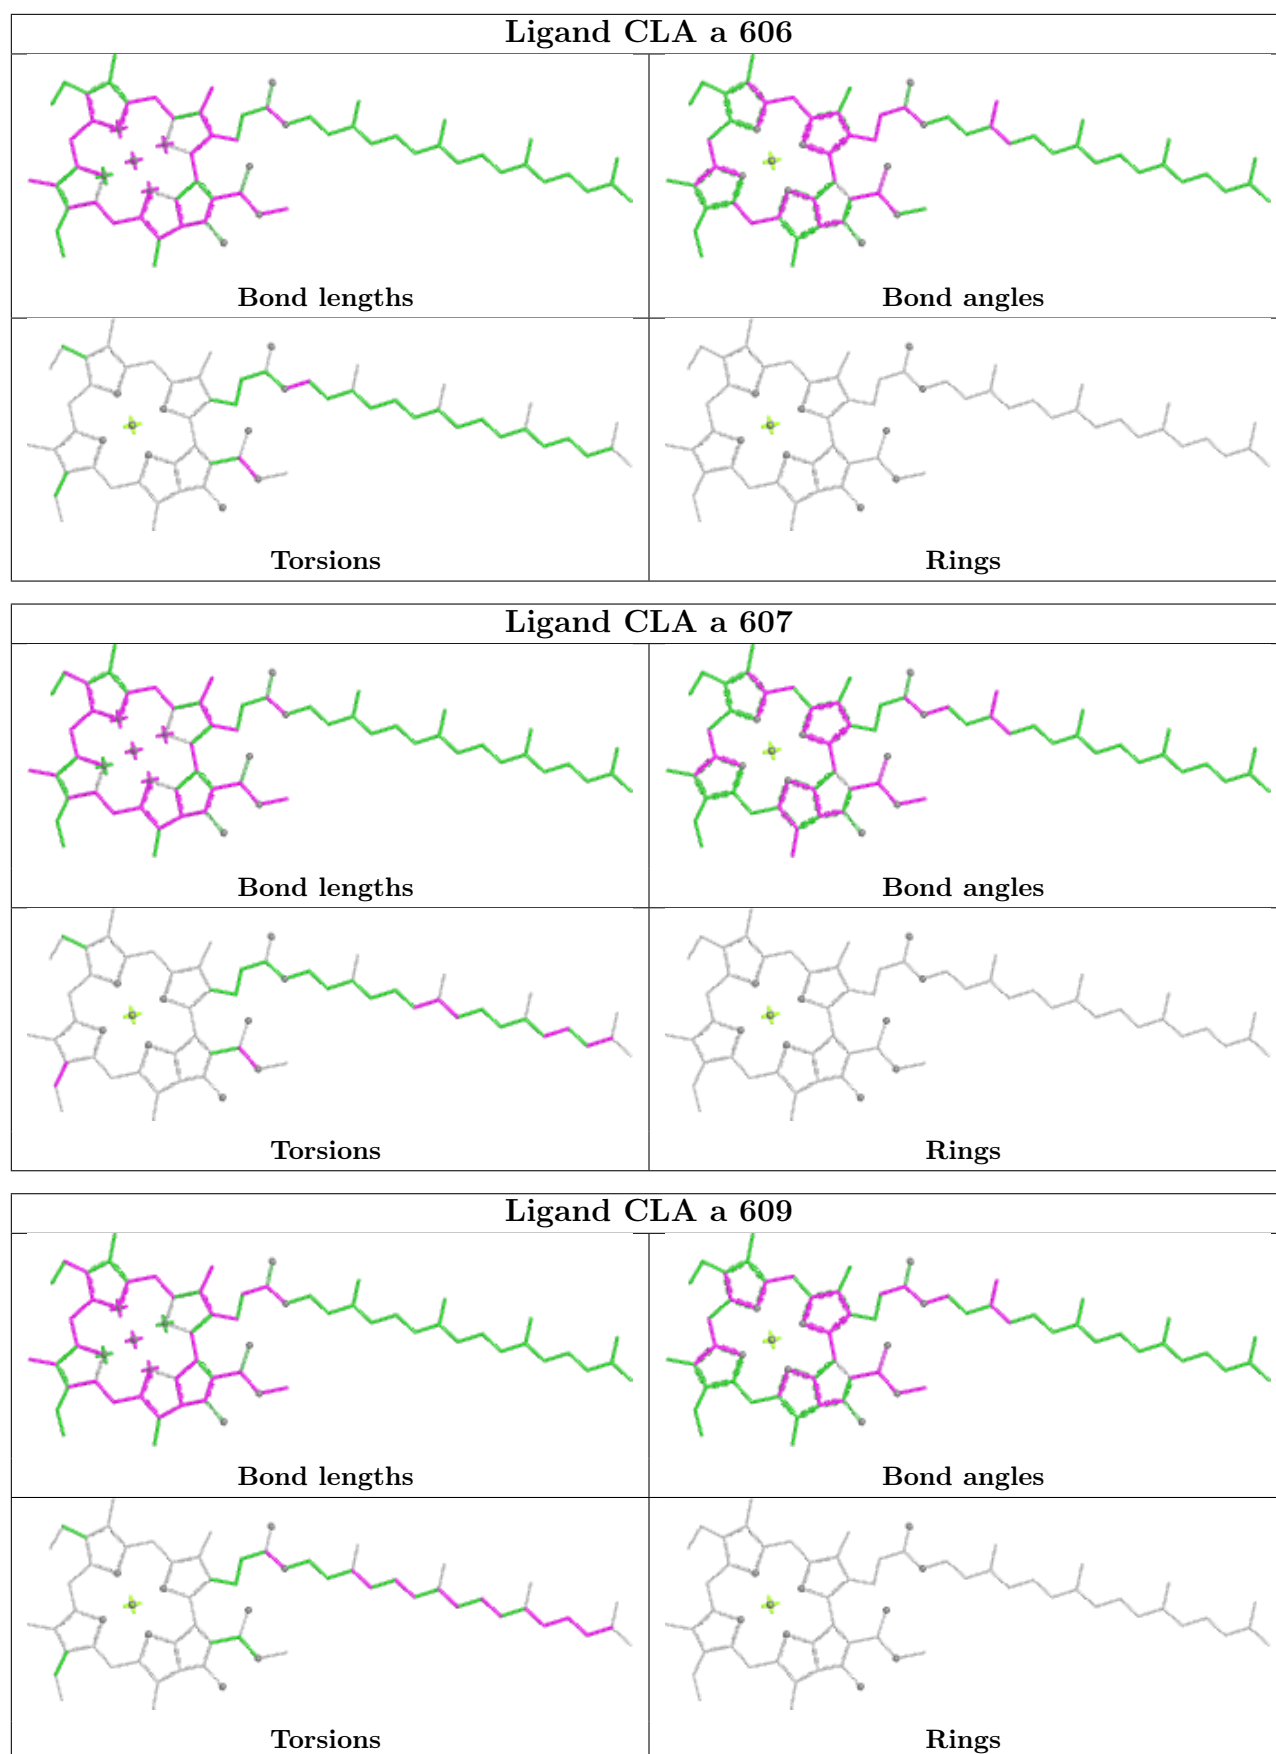 Ligand CLA a 606
Bond lengths
Bond angles
Torsions
Rings
Ligand CLA a 607
Bond lengths
Bond angles
Torsions
Rings
Ligand CLA a 609
Bond lengths
Bond angles
Torsions
Rings